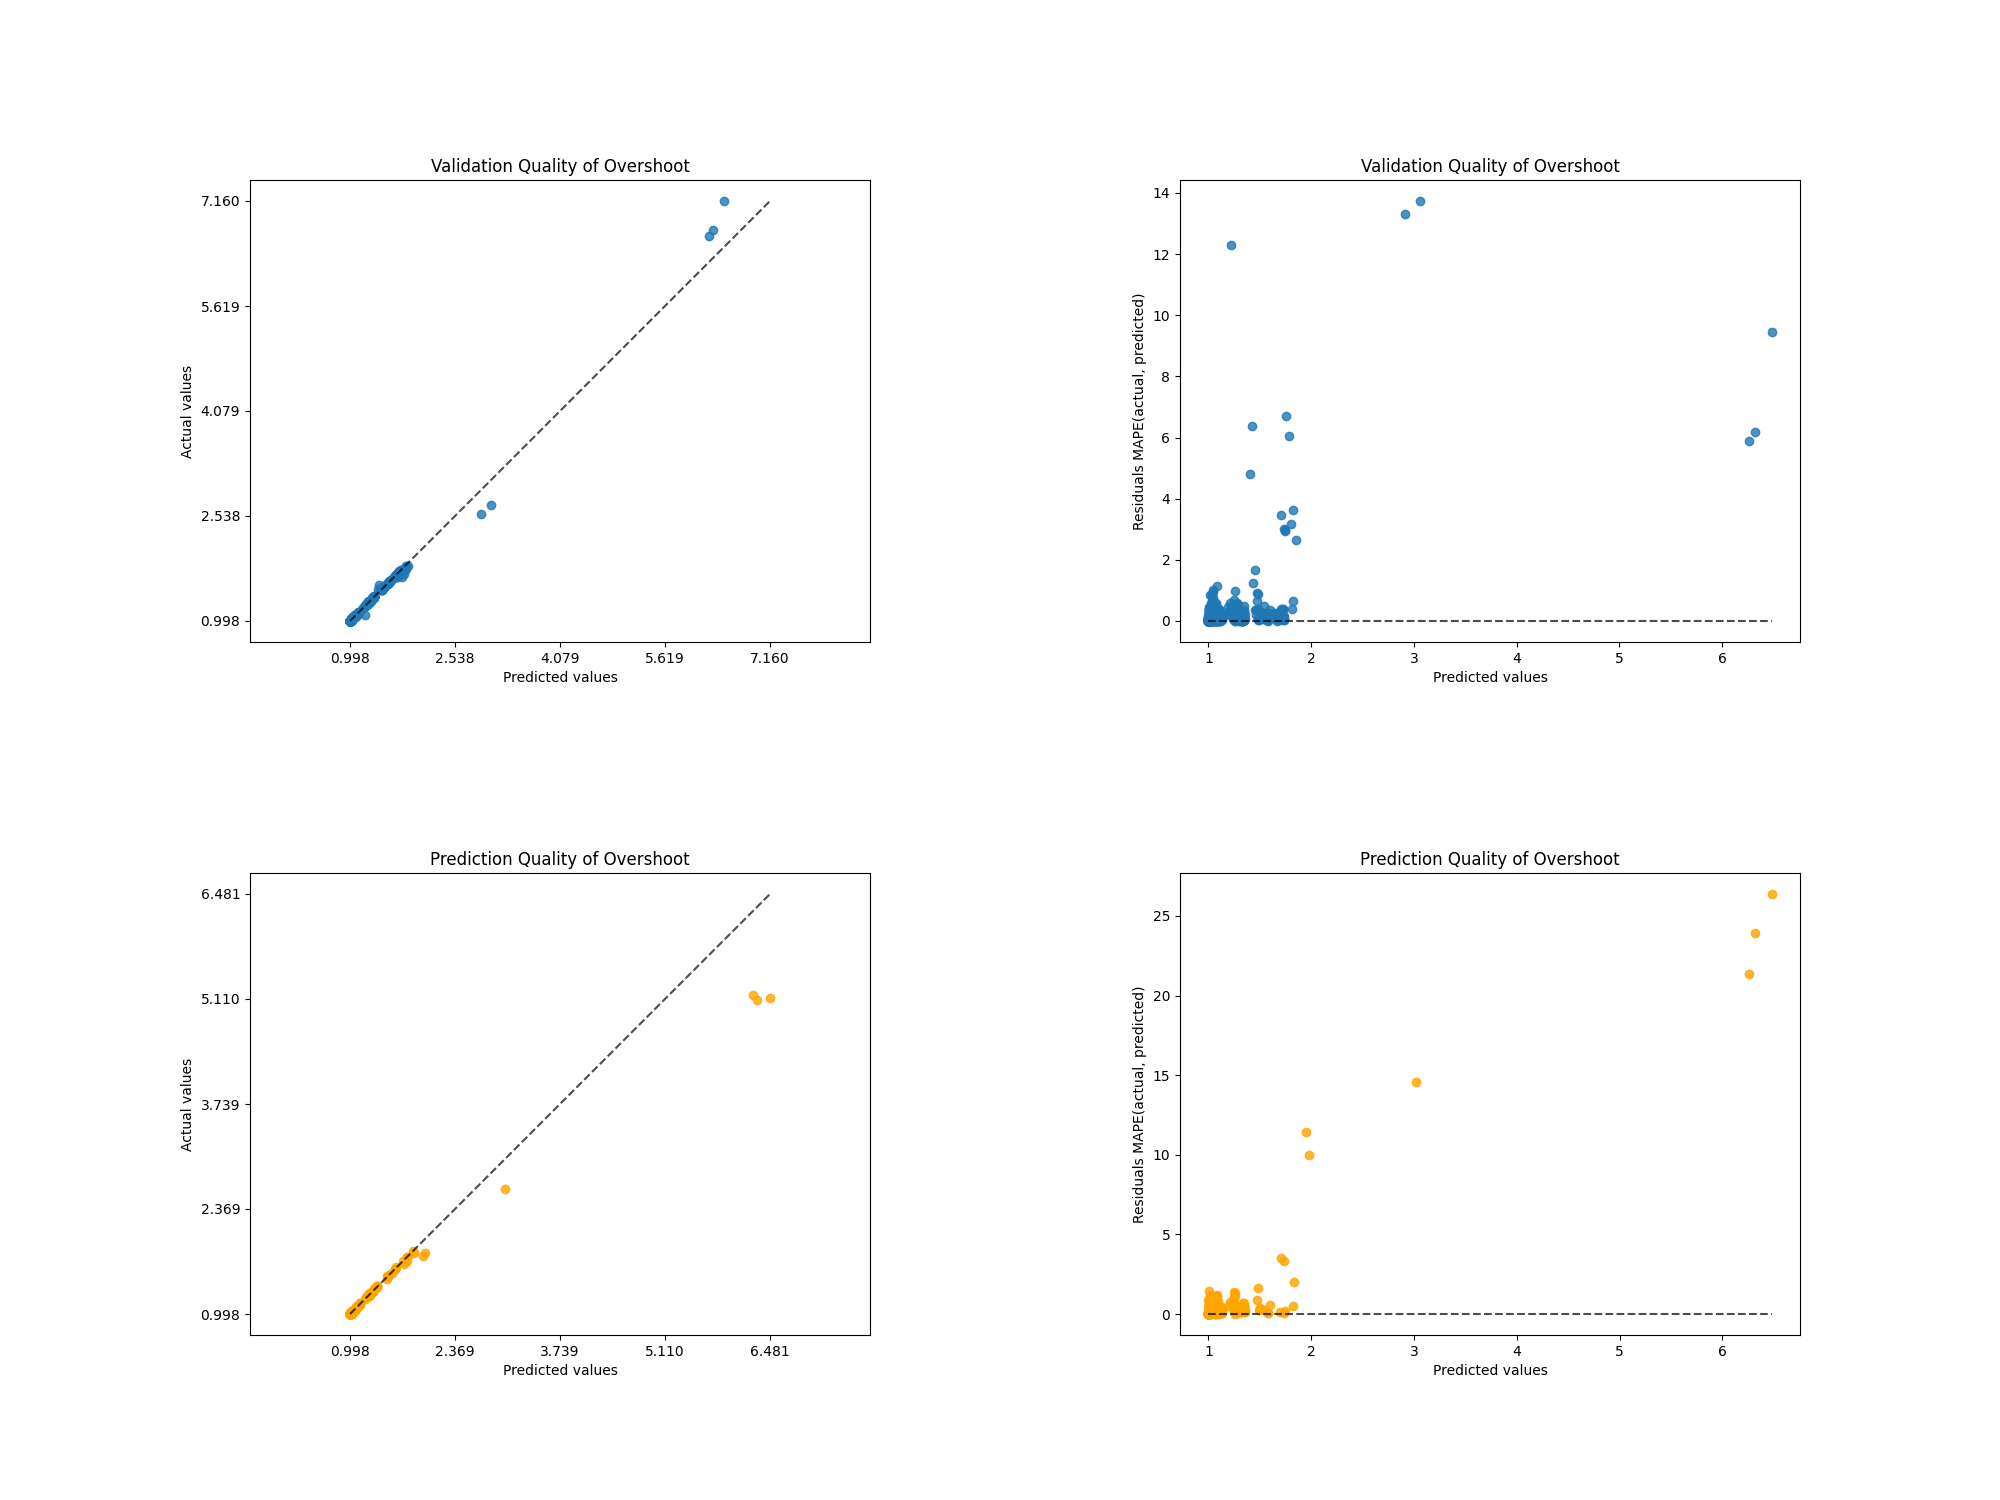 Validation Quality of Overshoot
7.160
5.619
4.079
2.538
0.998
Actual values
0.998 2.538 4.079 5.619 7.160
Predicted values
Validation Quality of Overshoot
14
12
10
8
6
4
2
0
Residuals MAPE(actual, predicted)
1 2 3 4 5 6
Predicted values
Prediction Quality of Overshoot
6.481
5.110
3.739
2.369
0.998
Actual values
0.998 2.369 3.739 5.110 6.481
Predicted values
Prediction Quality of Overshoot
25
20
15
10
5
0
Residuals MAPE(actual, predicted)
1 2 3 4 5 6
Predicted values